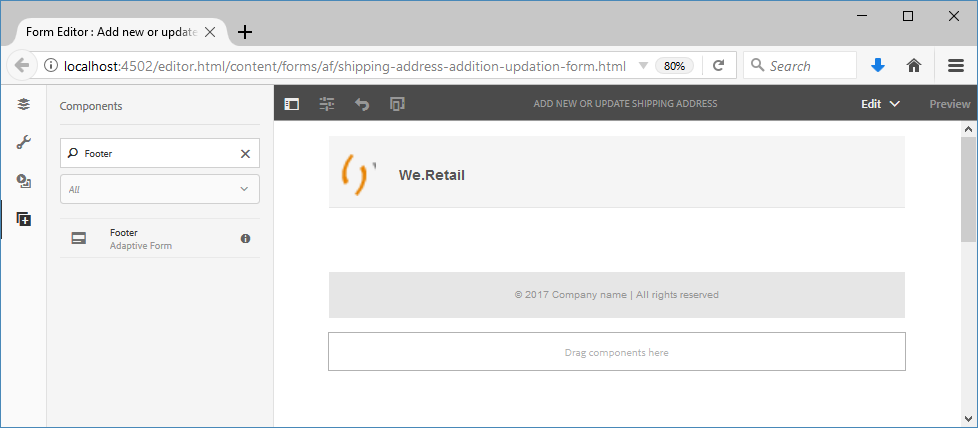 Form Editor : Add new or update
localhost:4502/editor.html/content/forms/af/shipping-address-addition-updation-form.html
80%
Search
Components
ADD NEW OR UPDATE SHIPPING ADDRESS
Edit
Preview
Footer
All
Footer
Adaptive Form
We.Retail
© 2017 Company name | All rights reserved
Drag components here